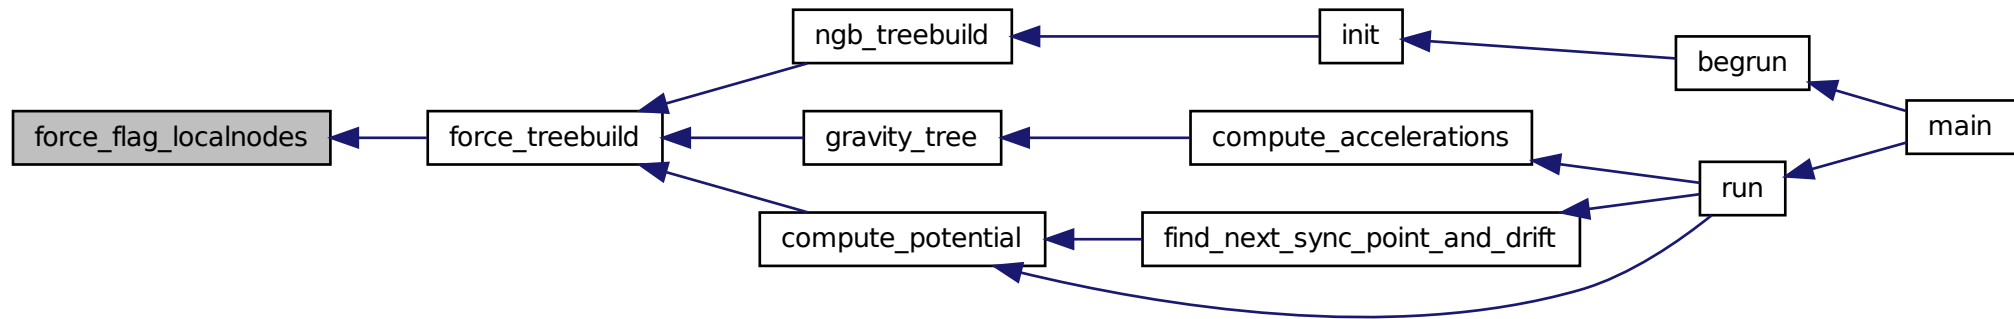 force_flag_localnodes
force_treebuild
ngb_treebuild
gravity_tree
compute_potential
init
compute_accelerations
find_next_sync_point_and_drift
begrun
run
main